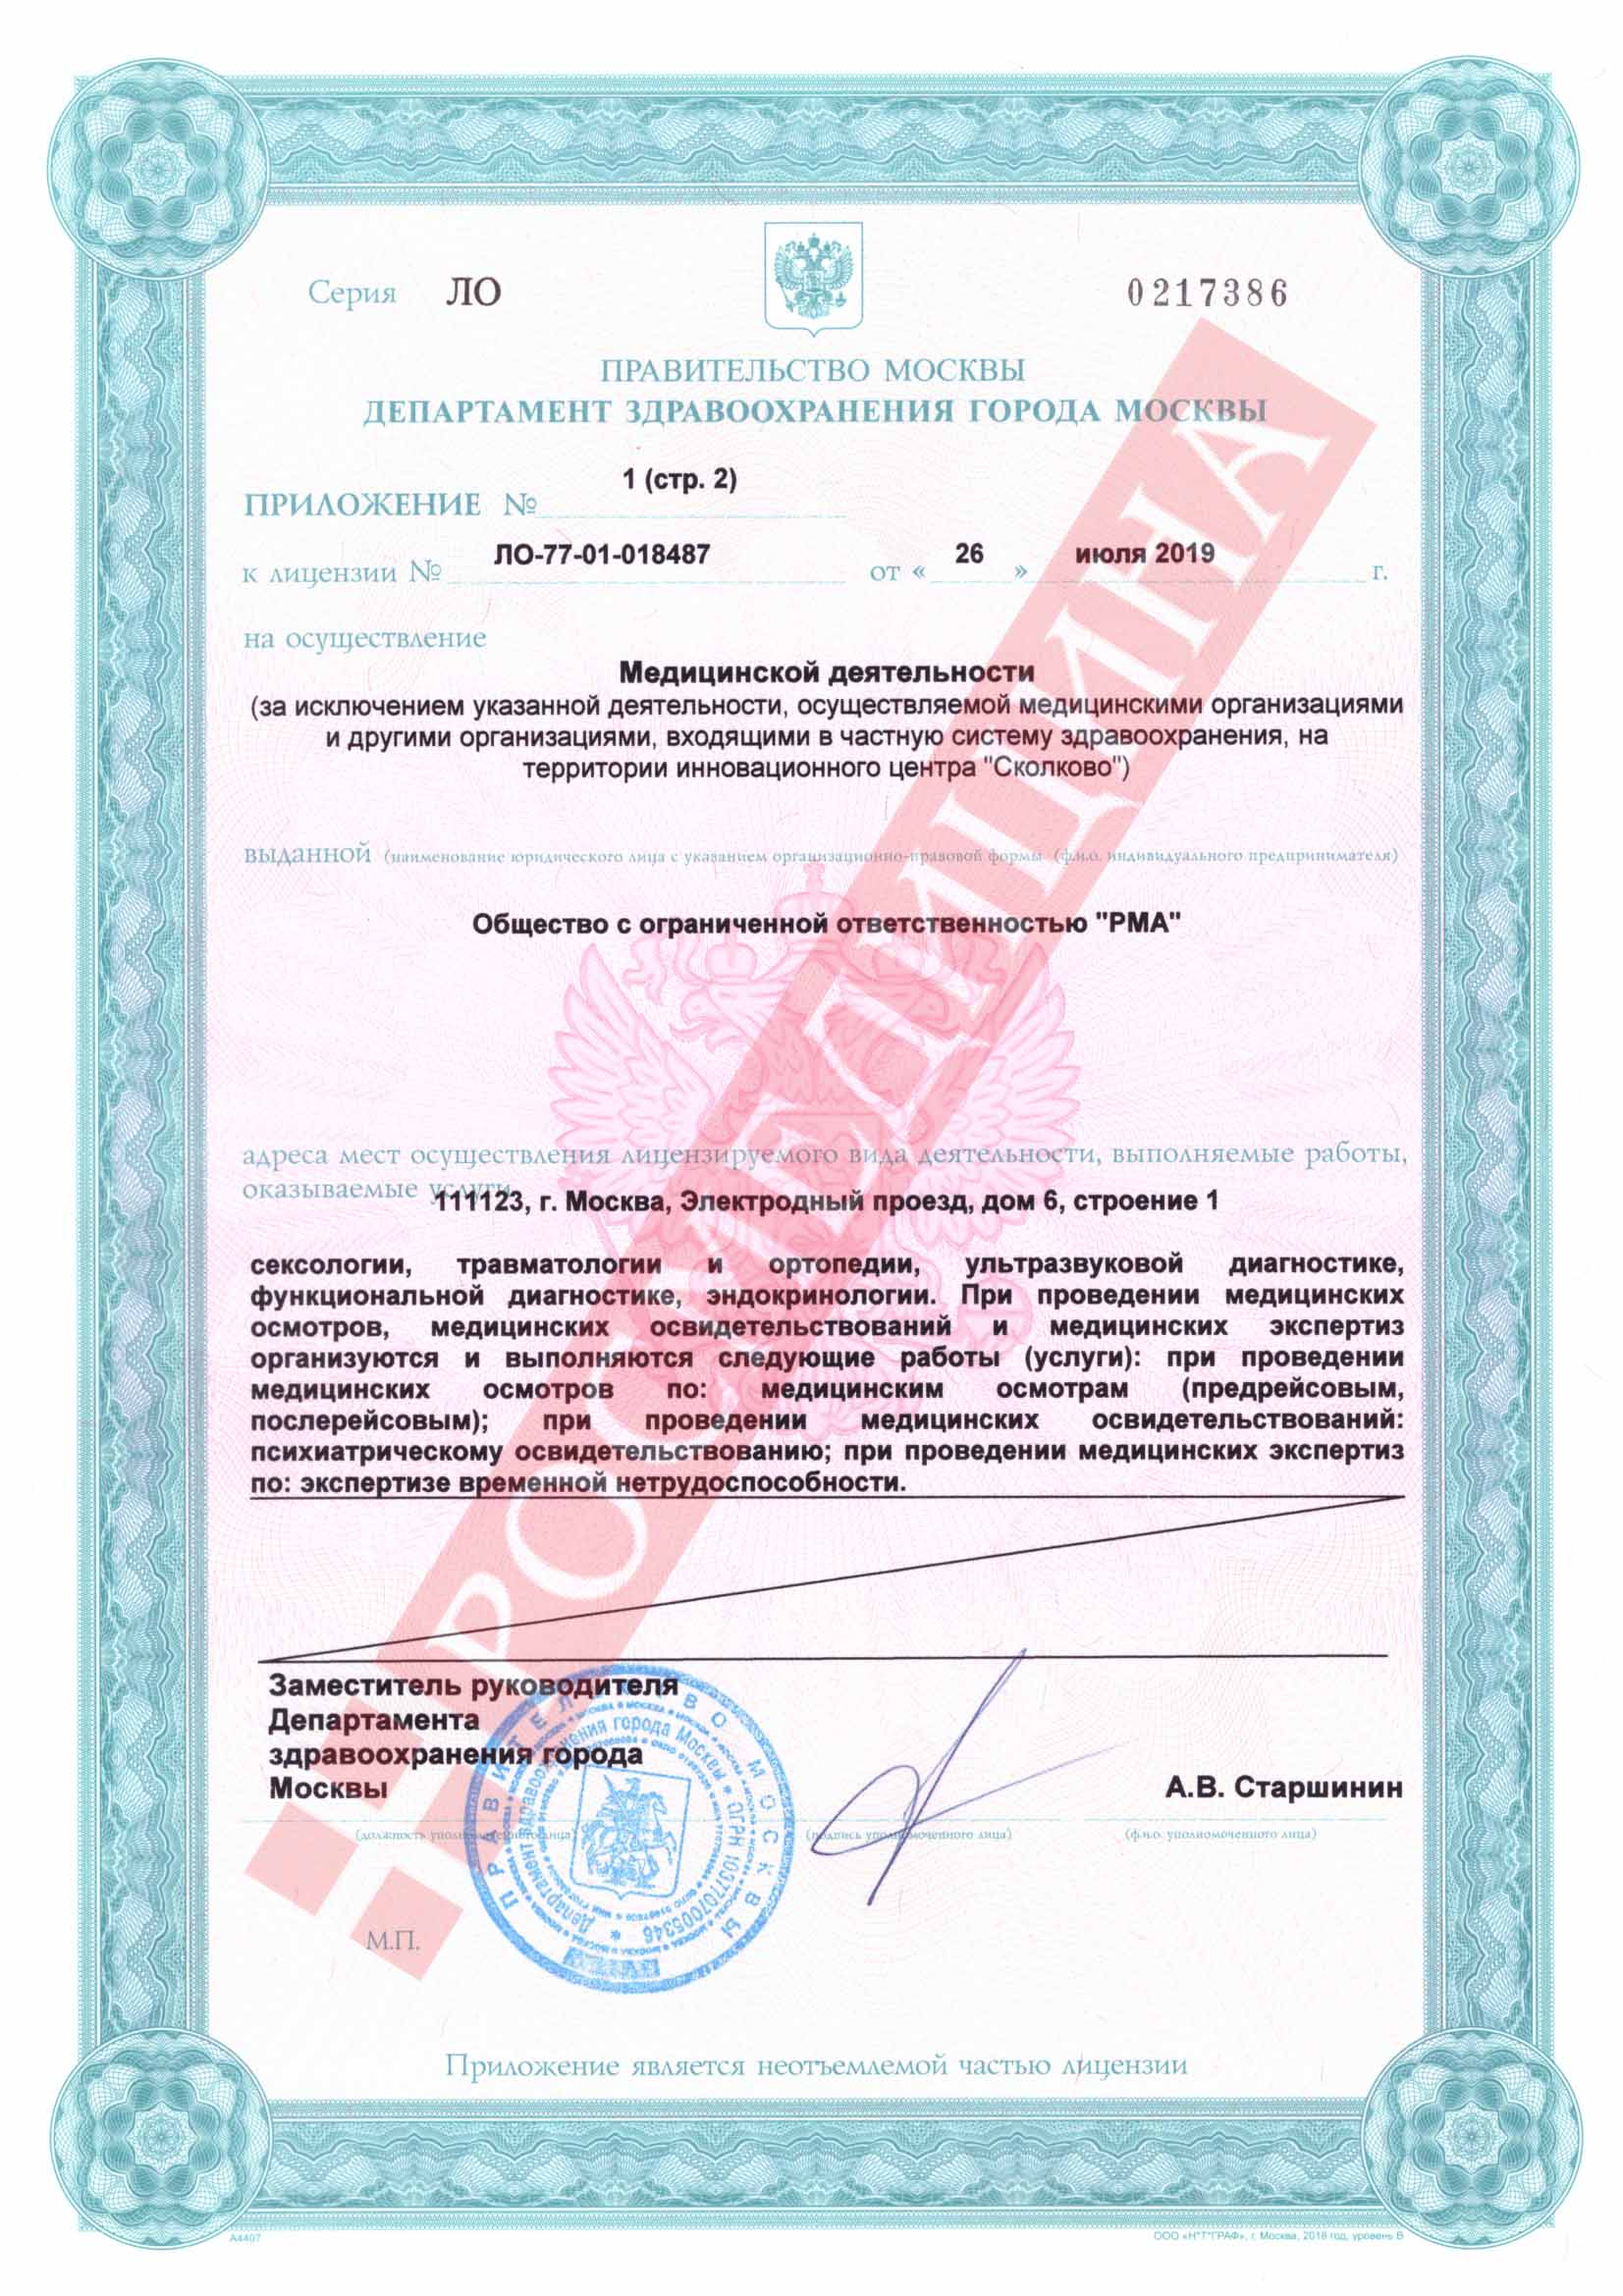 Серия ЛО 0217386
ПРАВИТЕЛЬСТВО МОСКВЫ
ДЕПАРТАМЕНТ ЗДРАВООХРАНЕНИЯ ГОРОДА МОСКВЫ
ПРИЛОЖЕНИЕ № 1 (стр. 2)
к лицензии № ЛО-77-01-018487 от « 26 » июля 2019 г.
на осуществление
Медицинской деятельности
(за исключением указанной деятельности, осуществляемой медицинскими организациями
и другими организациями, входящими в частную систему здравоохранения, на
территории инновационного центра "Сколково")
выданной (наименование юридического лица с указанием организационно-правовой формы (ф.и.о. индивидуального предпринимателя)
Общество с ограниченной ответственностью "РМА"
адреса мест осуществления лицензируемого вида деятельности, выполняемые работы,
оказываемые услуги
111123, г. Москва, Электродный проезд, дом 6, строение 1
сексологии, травматологии и ортопедии, ультразвуковой диагностике,
функциональной диагностике, эндокринологии. При проведении медицинских
осмотров, медицинских освидетельствований и медицинских экспертиз
организуются и выполняются следующие работы (услуги): при проведении
медицинских осмотров по: медицинским осмотрам (предрейсовым,
послерейсовым); при проведении медицинских освидетельствований:
психиатрическому освидетельствованию; при проведении медицинских экспертиз
по: экспертизе временной нетрудоспособности.
Заместитель руководителя
Департамента
здравоохранения города
Москвы
А.В. Старшинин
(должность уполномоченного лица) (подпись уполномоченного лица) (ф.и.о. уполномоченного лица)
ПРАВИТЕЛЬСТВО МОСКВЫ
Департамент здравоохранения города Москвы * ОГРН 1037707005346 *
М.П.
РОСМЕДИЦИНА
Приложение является неотъемлемой частью лицензии
А4407
ООО «Н*Т*ГРАФ», г. Москва, 2018 год, уровень В